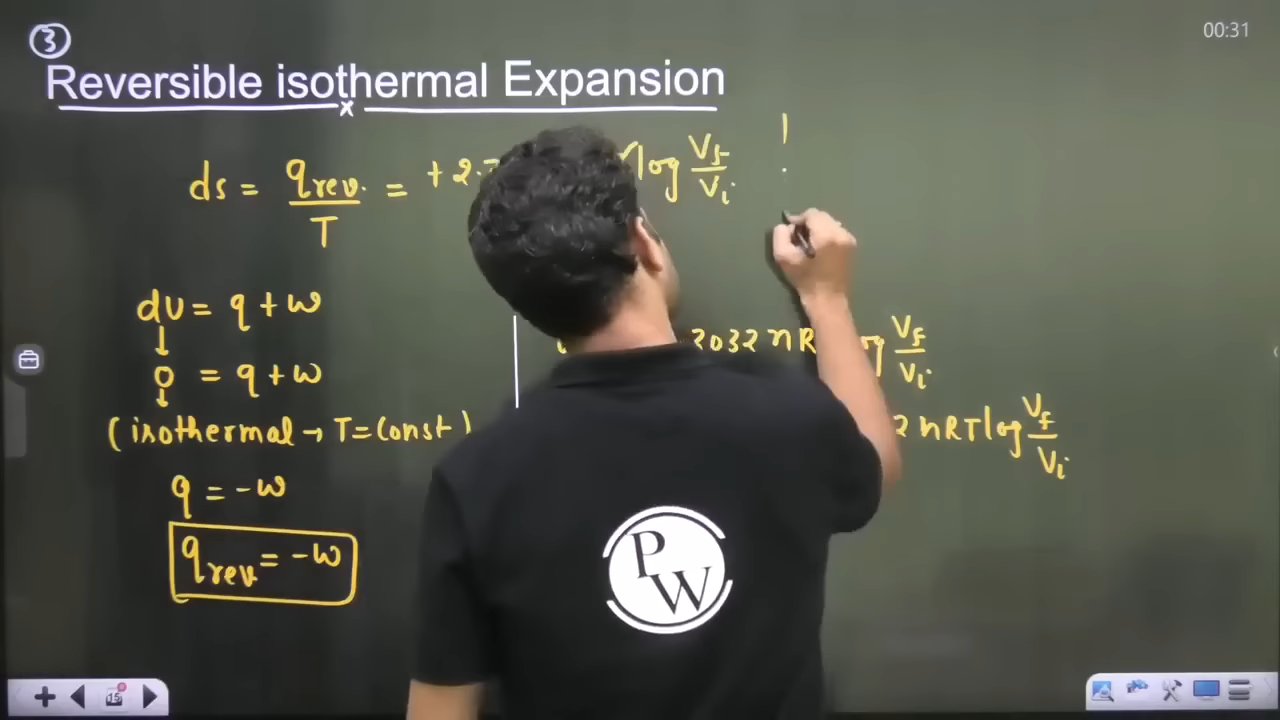 3
00:31
Reversible isothermal Expansion
ds = qrev. / T = + 2. log Vf / Vi
dU = q + w
0 = q + w
2032 nR Vf / Vi
(isothermal → T = Const)
nRT log Vf / Vi
q = -w
qrev = -w
P W
15